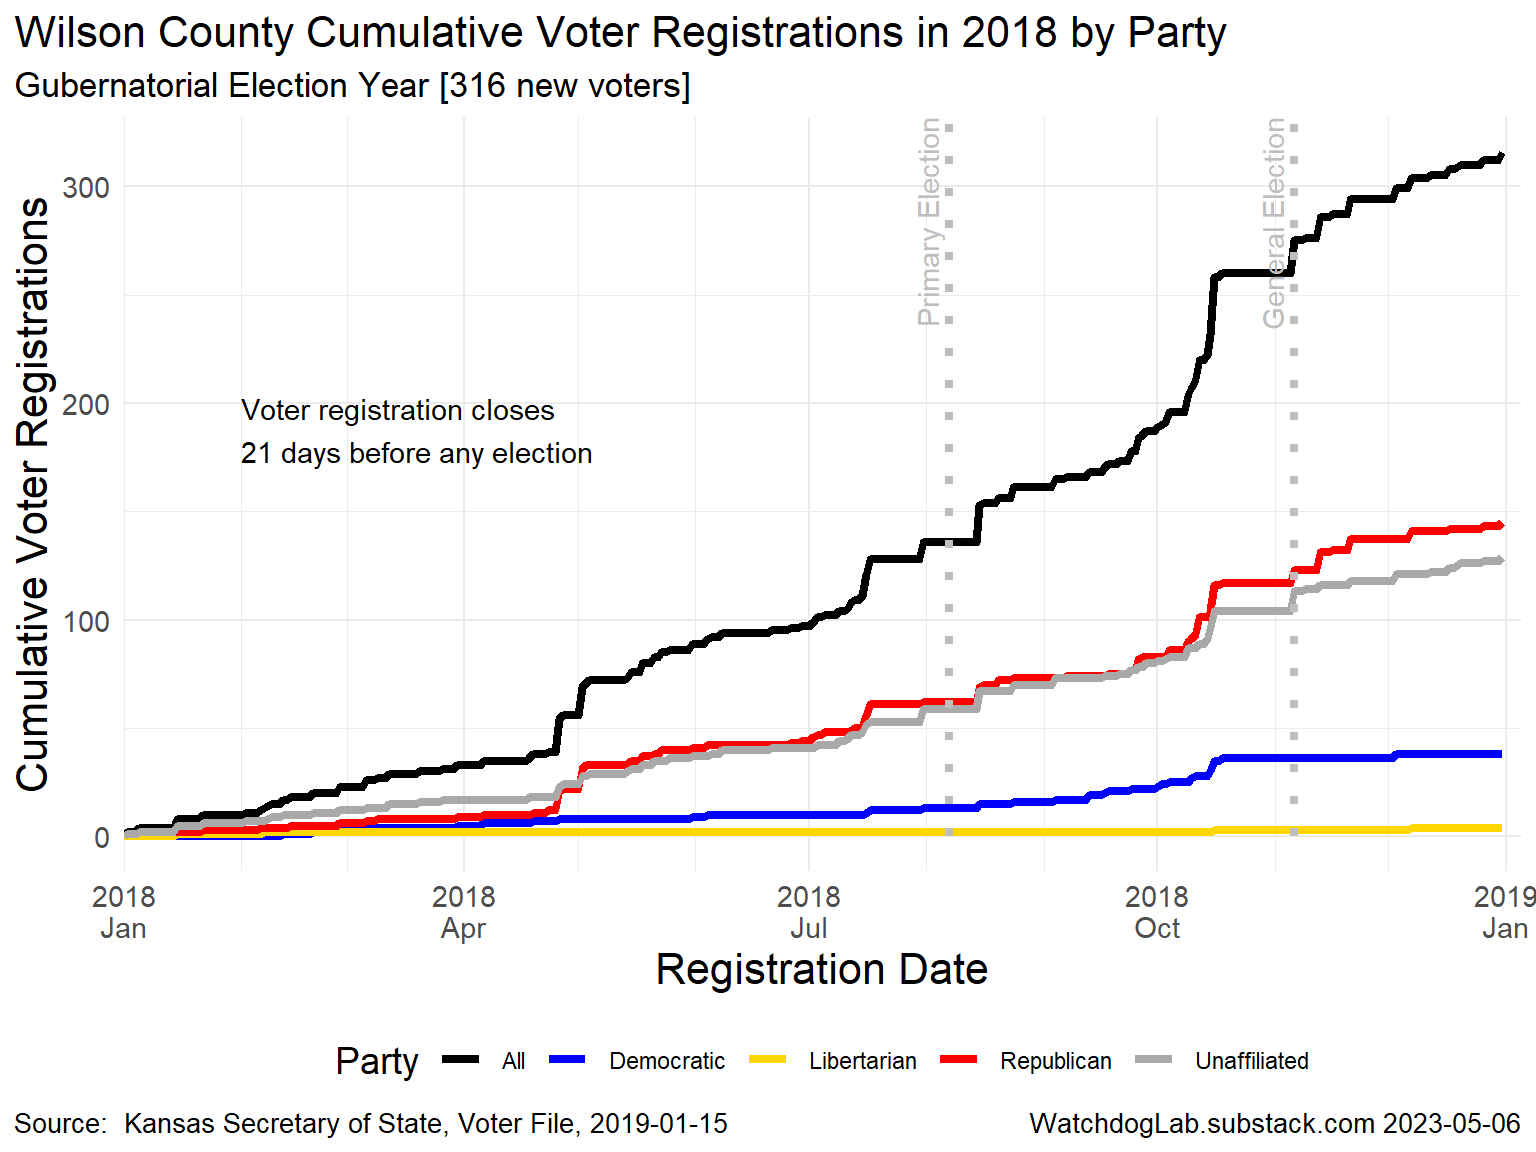 Wilson County Cumulative Voter Registrations in 2018 by Party
Gubernatorial Election Year [316 new voters]
Cumulative Voter Registrations
300
200
100
0
Primary Election
General Election
Voter registration closes
21 days before any election
2018
Jan
2018
Apr
2018
Jul
2018
Oct
2019
Jan
Registration Date
Party All Democratic Libertarian Republican Unaffiliated
Source:  Kansas Secretary of State, Voter File, 2019-01-15
WatchdogLab.substack.com 2023-05-06